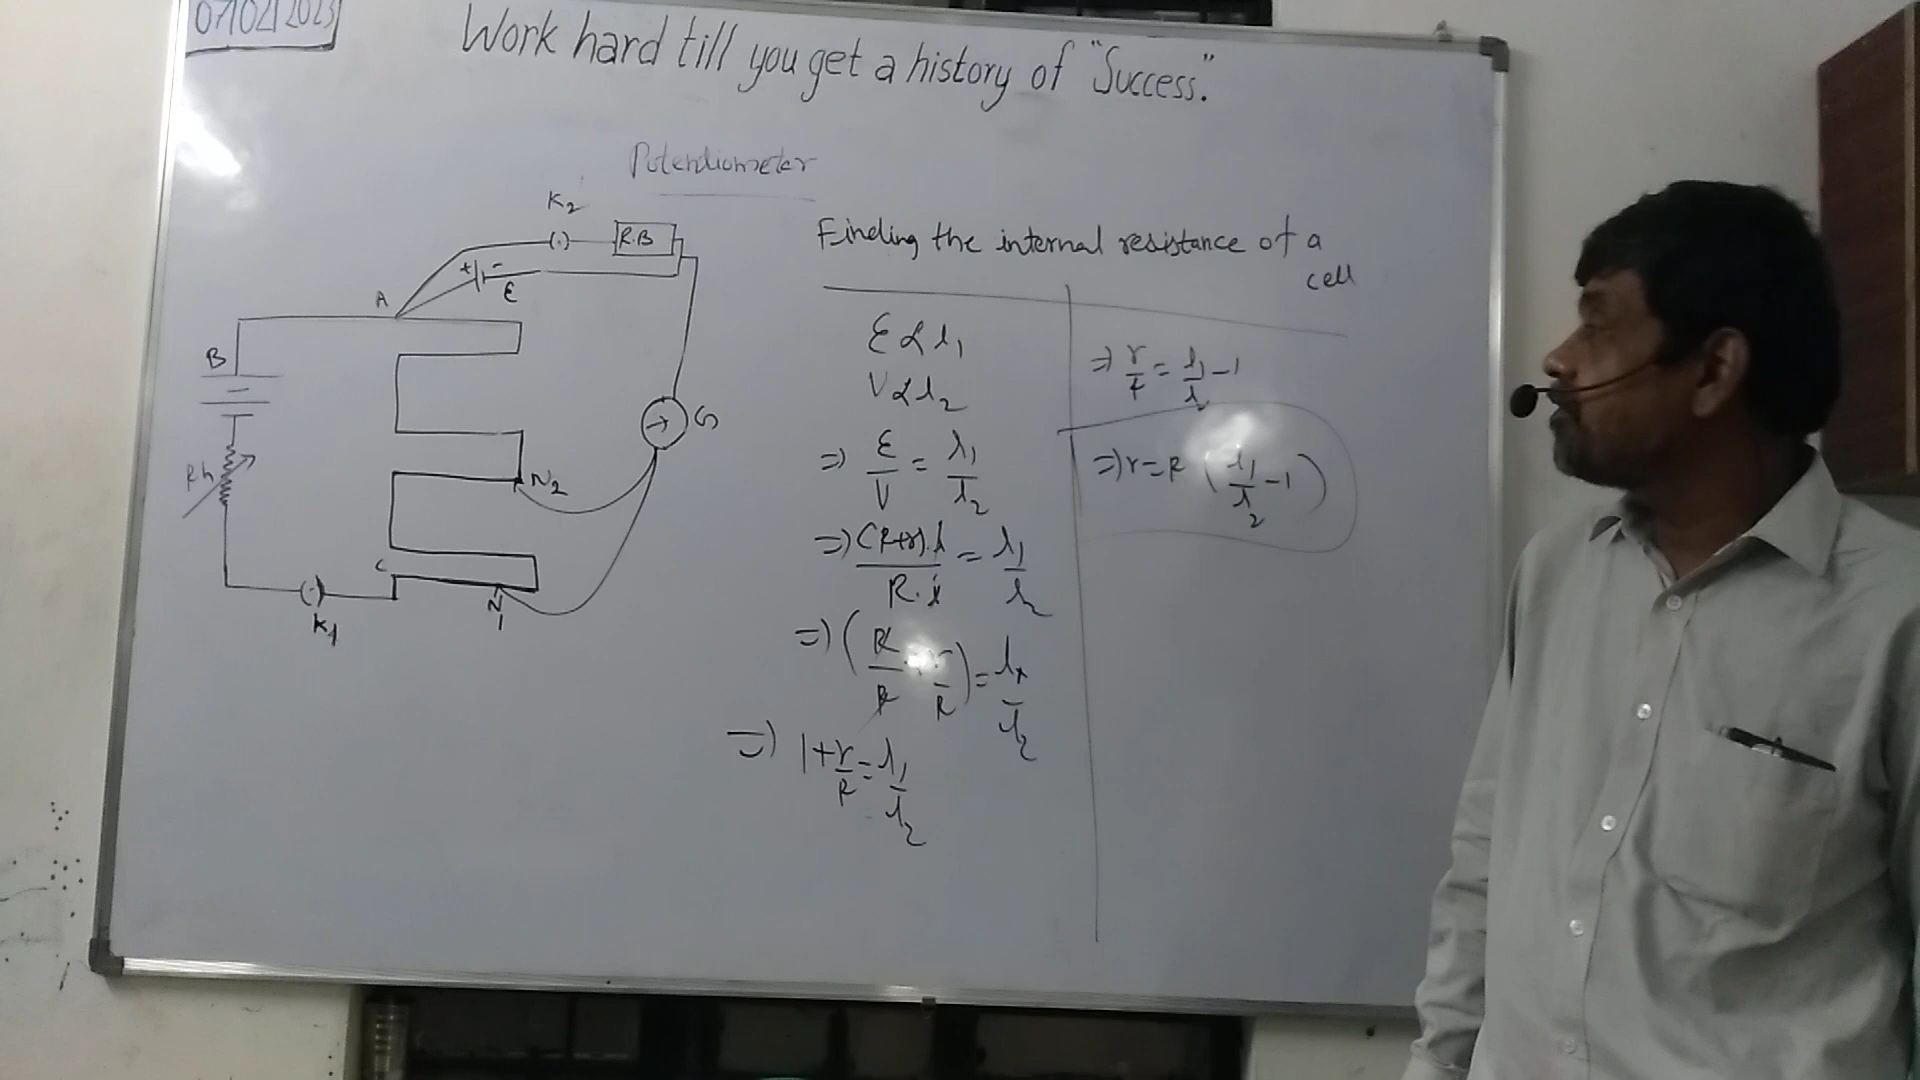 07/02/2023
Work hard till you get a history of "Success."
Potentiometer
Finding the internal resistance of a
cell
K₂
(.)
R.B
+ -
ε
A
B
Rh
G
N₂
C
N₁
(.)
K₁
ε α l₁
V α l₂
=) ε/V = l₁/l₂
=) (R+r).i/R.i = l₁/l₂
=) (R/R + r/R) = l₁/l₂
=) 1+r/R = l₁/l₂
=) r/R = l₁/l₂ - 1
=) r = R (l₁/l₂ - 1)